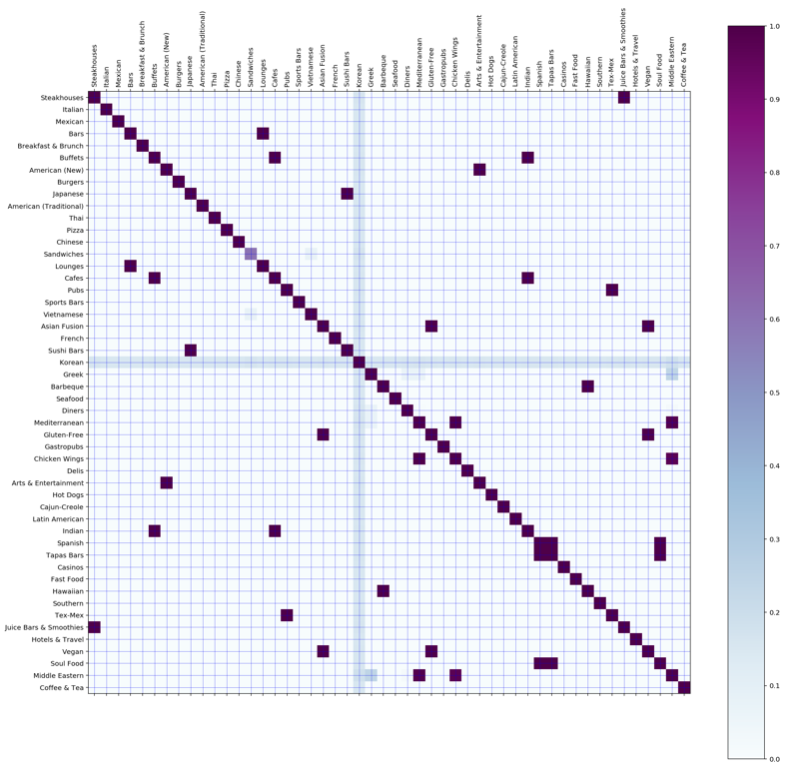 Steakhouses
Italian
Mexican
Bars
Breakfast & Brunch
Buffets
American (New)
Burgers
Japanese
American (Traditional)
Thai
Pizza
Chinese
Sandwiches
Lounges
Cafes
Pubs
Sports Bars
Vietnamese
Asian Fusion
French
Sushi Bars
Korean
Greek
Barbeque
Seafood
Diners
Mediterranean
Gluten-Free
Gastropubs
Chicken Wings
Delis
Arts & Entertainment
Hot Dogs
Cajun-Creole
Latin American
Indian
Spanish
Tapas Bars
Casinos
Fast Food
Hawaiian
Southern
Tex-Mex
Juice Bars & Smoothies
Hotels & Travel
Vegan
Soul Food
Middle Eastern
Coffee & Tea
Steakhouses
Italian
Mexican
Bars
Breakfast & Brunch
Buffets
American (New)
Burgers
Japanese
American (Traditional)
Thai
Pizza
Chinese
Sandwiches
Lounges
Cafes
Pubs
Sports Bars
Vietnamese
Asian Fusion
French
Sushi Bars
Korean
Greek
Barbeque
Seafood
Diners
Mediterranean
Gluten-Free
Gastropubs
Chicken Wings
Delis
Arts & Entertainment
Hot Dogs
Cajun-Creole
Latin American
Indian
Spanish
Tapas Bars
Casinos
Fast Food
Hawaiian
Southern
Tex-Mex
Juice Bars & Smoothies
Hotels & Travel
Vegan
Soul Food
Middle Eastern
Coffee & Tea
1.0
0.9
0.8
0.7
0.6
0.5
0.4
0.3
0.2
0.1
0.0